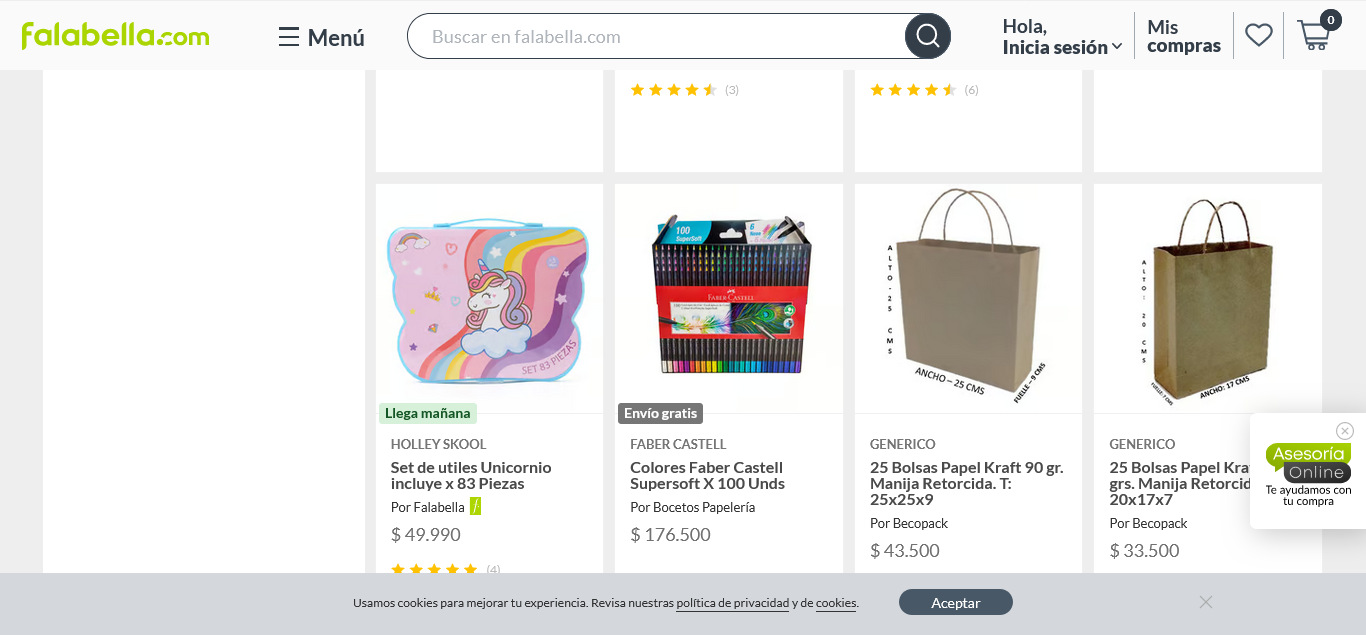 falabella.com
Menú
Buscar en falabella.com
Hola,
Inicia sesión
Mis
compras
0
(3)
(6)
SET 83 PIEZAS
100
SuperSoft
6
FABER-CASTELL
ALTO-25 CMS
ANCHO – 25 CMS
FUELLE – 9 CMS
ALTO: 20 CMS
ANCHO: 17 CMS
FUELLE 7 CMS
Llega mañana
Envío gratis
HOLLEY SKOOL
Set de utiles Unicornio
incluye x 83 Piezas
Por Falabella
$ 49.990
(4)
FABER CASTELL
Colores Faber Castell
Supersoft X 100 Unds
Por Bocetos Papelería
$ 176.500
GENERICO
25 Bolsas Papel Kraft 90 gr.
Manija Retorcida. T:
25x25x9
Por Becopack
$ 43.500
GENERICO
25 Bolsas Papel Kra
grs. Manija Retorcid
20x17x7
Por Becopack
$ 33.500
Asesoría
Online
Te ayudamos con
tu compra
Usamos cookies para mejorar tu experiencia. Revisa nuestras política de privacidad y de cookies.
Aceptar